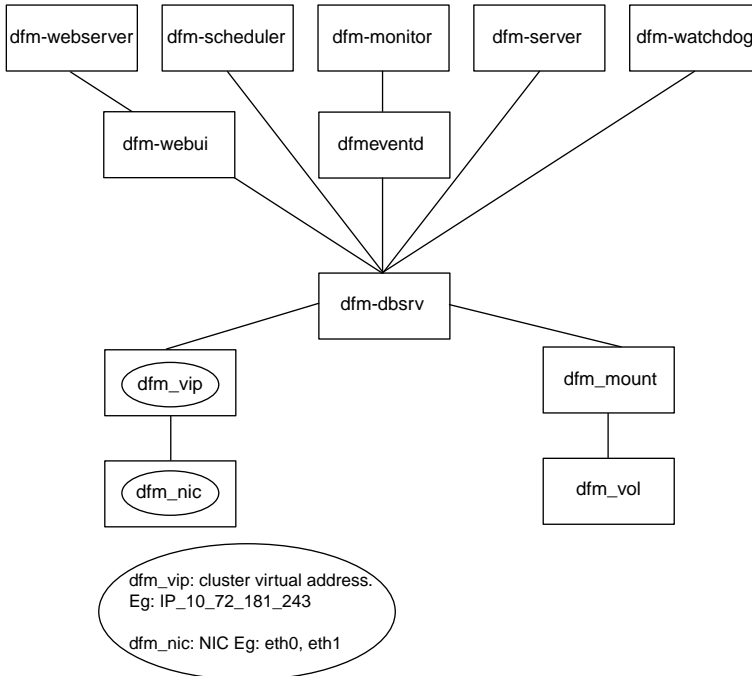 dfm-webserver
dfm-scheduler
dfm-monitor
dfm-server
dfm-watchdog
dfm-webui
dfmeventd
dfm-dbsrv
dfm_vip
dfm_mount
dfm_nic
dfm_vol
dfm_vip: cluster virtual address.
Eg: IP_10_72_181_243
dfm_nic: NIC Eg: eth0, eth1